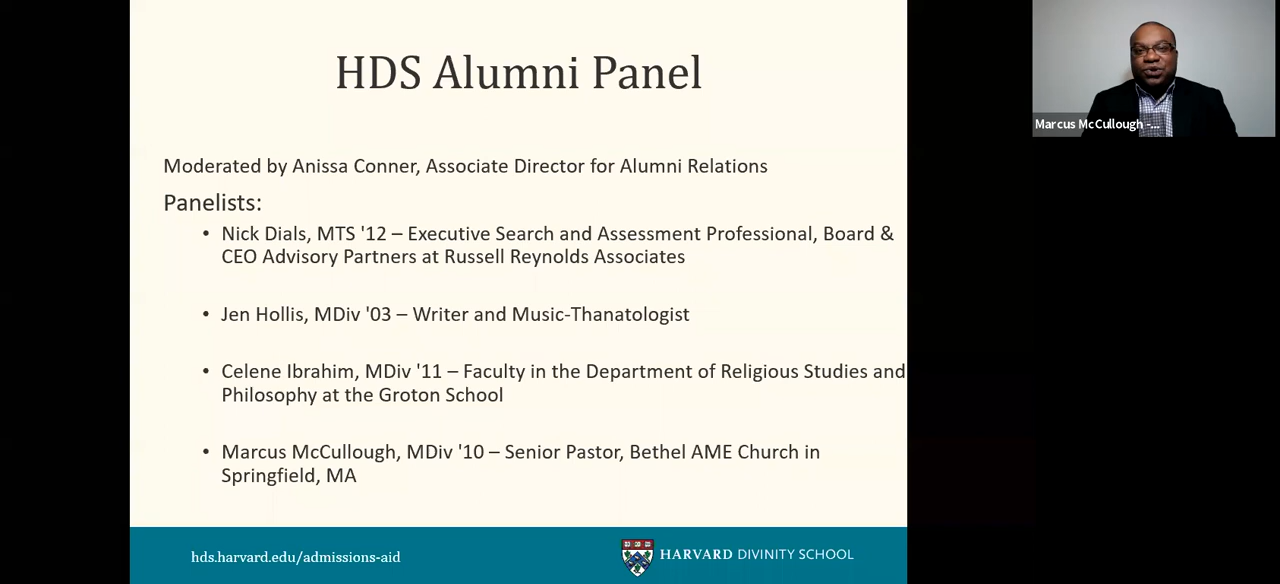 HDS Alumni Panel
Marcus McCullough -...
Moderated by Anissa Conner, Associate Director for Alumni Relations
Panelists:
• Nick Dials, MTS '12 – Executive Search and Assessment Professional, Board &
CEO Advisory Partners at Russell Reynolds Associates
• Jen Hollis, MDiv '03 – Writer and Music-Thanatologist
• Celene Ibrahim, MDiv '11 – Faculty in the Department of Religious Studies and
Philosophy at the Groton School
• Marcus McCullough, MDiv '10 – Senior Pastor, Bethel AME Church in
Springfield, MA
hds.harvard.edu/admissions-aid
HARVARD DIVINITY SCHOOL